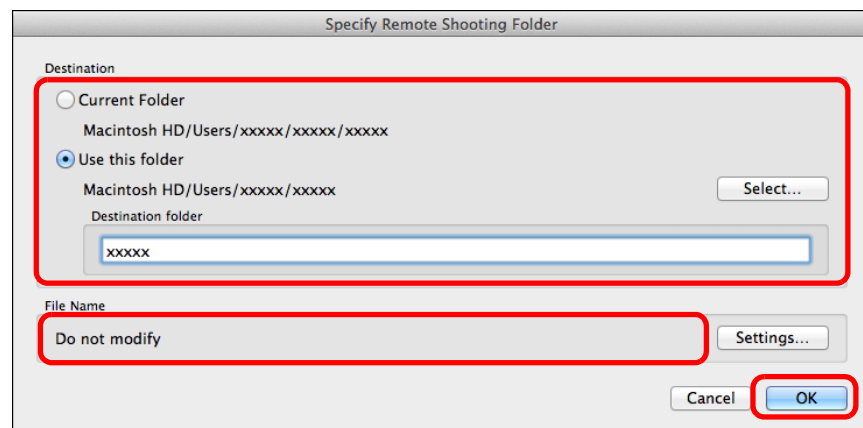 Specify Remote Shooting Folder
Destination
Current Folder
Macintosh HD/Users/xxxxx/xxxxx/xxxxx
Use this folder
Macintosh HD/Users/xxxxx/xxxxx
Select...
Destination folder
xxxxx
File Name
Do not modify
Settings...
Cancel
OK